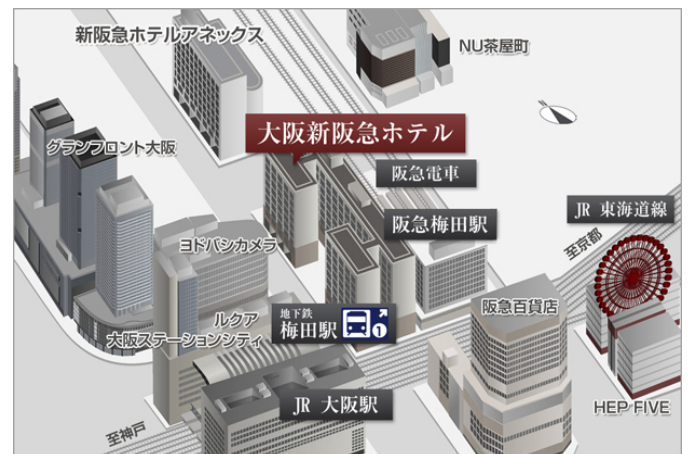 新阪急ホテルアネックス
NU茶屋町
大阪新阪急ホテル
グランフロント大阪
阪急電車
JR 東海道線
阪急梅田駅
ヨドバシカメラ
至京都
阪急百貨店
地下鉄
梅田駅
1
ルクア
大阪ステーションシティ
JR 大阪駅
HEP FIVE
至神戸